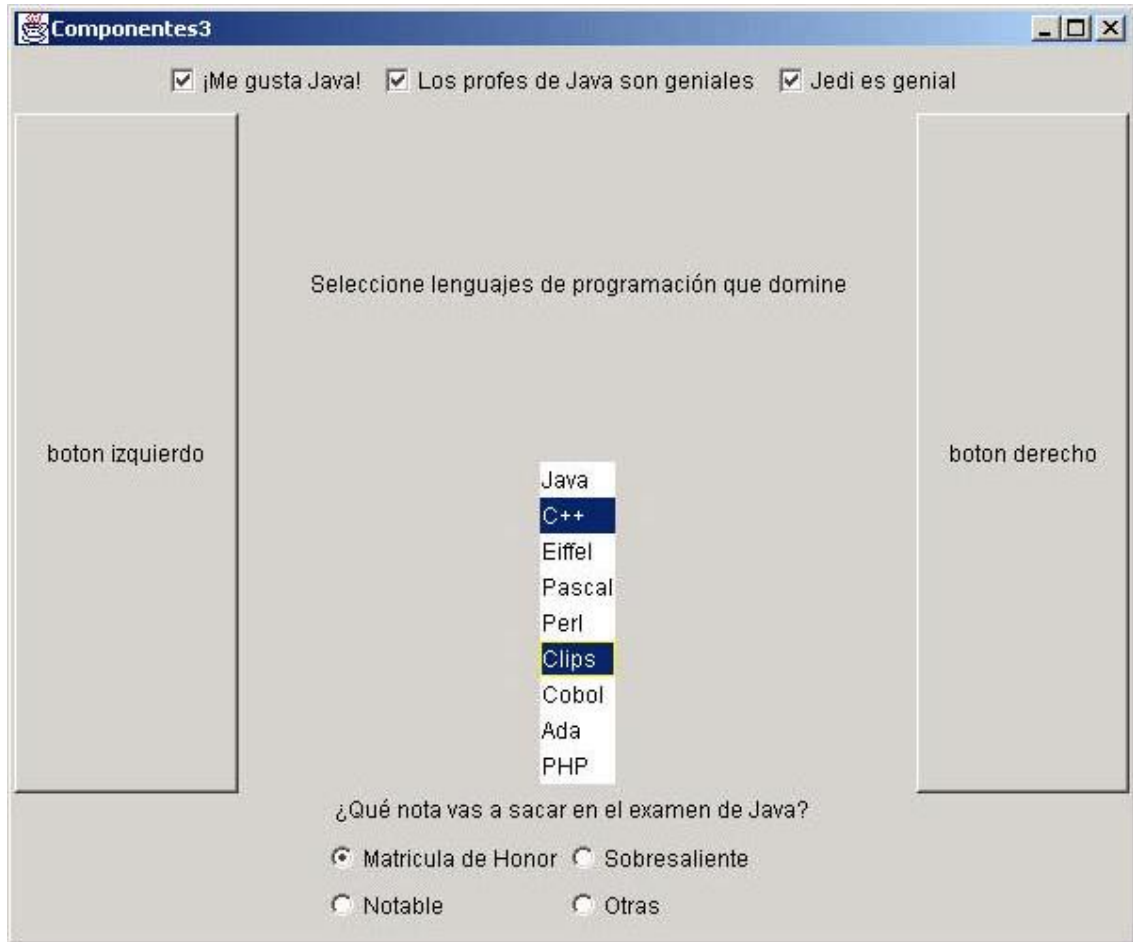 Componentes3
¡Me gusta Java! Los profes de Java son geniales Jedi es genial
Seleccione lenguajes de programación que domine
boton izquierdo
boton derecho
Java
C++
Eiffel
Pascal
Perl
Clips
Cobol
Ada
PHP
¿Qué nota vas a sacar en el examen de Java?
Matricula de Honor Sobresaliente
Notable Otras